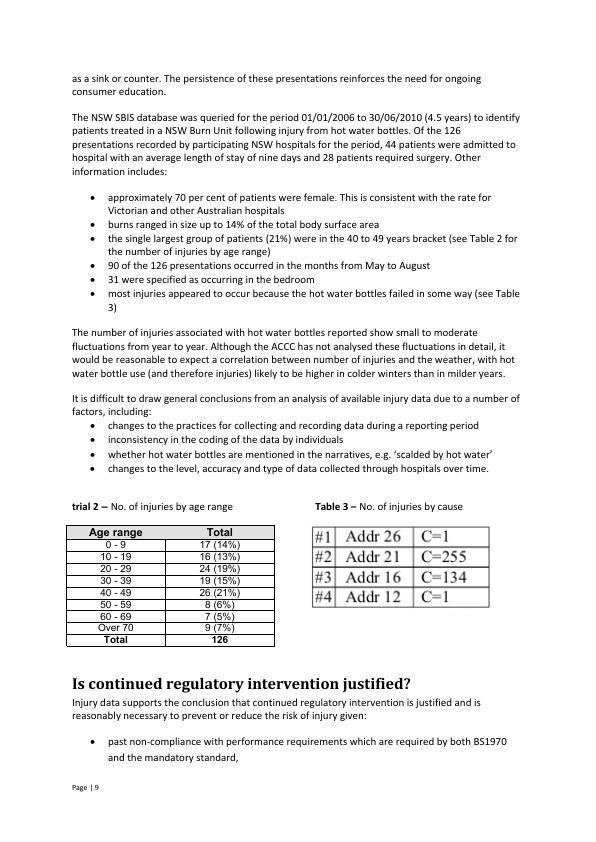 as a sink or counter. The persistence of these presentations reinforces the need for ongoing
consumer education.
The NSW SBIS database was queried for the period 01/01/2006 to 30/06/2010 (4.5 years) to identify
patients treated in a NSW Burn Unit following injury from hot water bottles. Of the 126
presentations recorded by participating NSW hospitals for the period, 44 patients were admitted to
hospital with an average length of stay of nine days and 28 patients required surgery. Other
information includes:
• approximately 70 per cent of patients were female. This is consistent with the rate for
Victorian and other Australian hospitals
• burns ranged in size up to 14% of the total body surface area
• the single largest group of patients (21%) were in the 40 to 49 years bracket (see Table 2 for
the number of injuries by age range)
• 90 of the 126 presentations occurred in the months from May to August
• 31 were specified as occurring in the bedroom
• most injuries appeared to occur because the hot water bottles failed in some way (see Table
3)
The number of injuries associated with hot water bottles reported show small to moderate
fluctuations from year to year. Although the ACCC has not analysed these fluctuations in detail, it
would be reasonable to expect a correlation between number of injuries and the weather, with hot
water bottle use (and therefore injuries) likely to be higher in colder winters than in milder years.
It is difficult to draw general conclusions from an analysis of available injury data due to a number of
factors, including:
• changes to the practices for collecting and recording data during a reporting period
• inconsistency in the coding of the data by individuals
• whether hot water bottles are mentioned in the narratives, e.g. ‘scalded by hot water’
• changes to the level, accuracy and type of data collected through hospitals over time.
trial 2 – No. of injuries by age range
Age range Total
0 - 9 17 (14%)
10 - 19 16 (13%)
20 - 29 24 (19%)
30 - 39 19 (15%)
40 - 49 26 (21%)
50 - 59 8 (6%)
60 - 69 7 (5%)
Over 70 9 (7%)
Total 126
Table 3 – No. of injuries by cause
#1 Addr 26 C=1
#2 Addr 21 C=255
#3 Addr 16 C=134
#4 Addr 12 C=1
Is continued regulatory intervention justified?
Injury data supports the conclusion that continued regulatory intervention is justified and is
reasonably necessary to prevent or reduce the risk of injury given:
• past non-compliance with performance requirements which are required by both BS1970
and the mandatory standard,
Page | 9